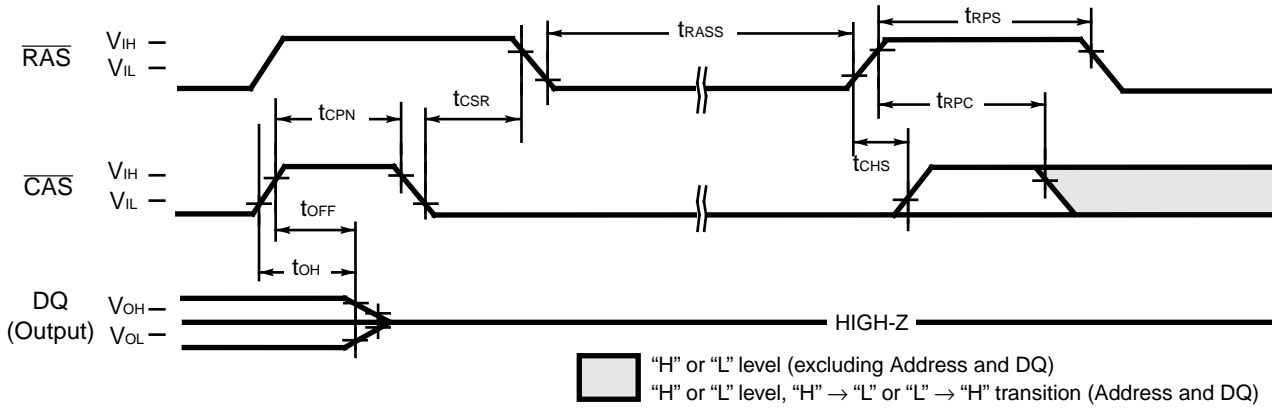 tRASS
tRPS
RAS
VIH
VIL
tCPN
tCSR
tRPC
tCHS
CAS
VIH
VIL
tOFF
tOH
DQ
(Output)
VOH
VOL
HIGH-Z
“H” or “L” level (excluding Address and DQ)
“H” or “L” level, “H” → “L” or “L” → “H” transition (Address and DQ)